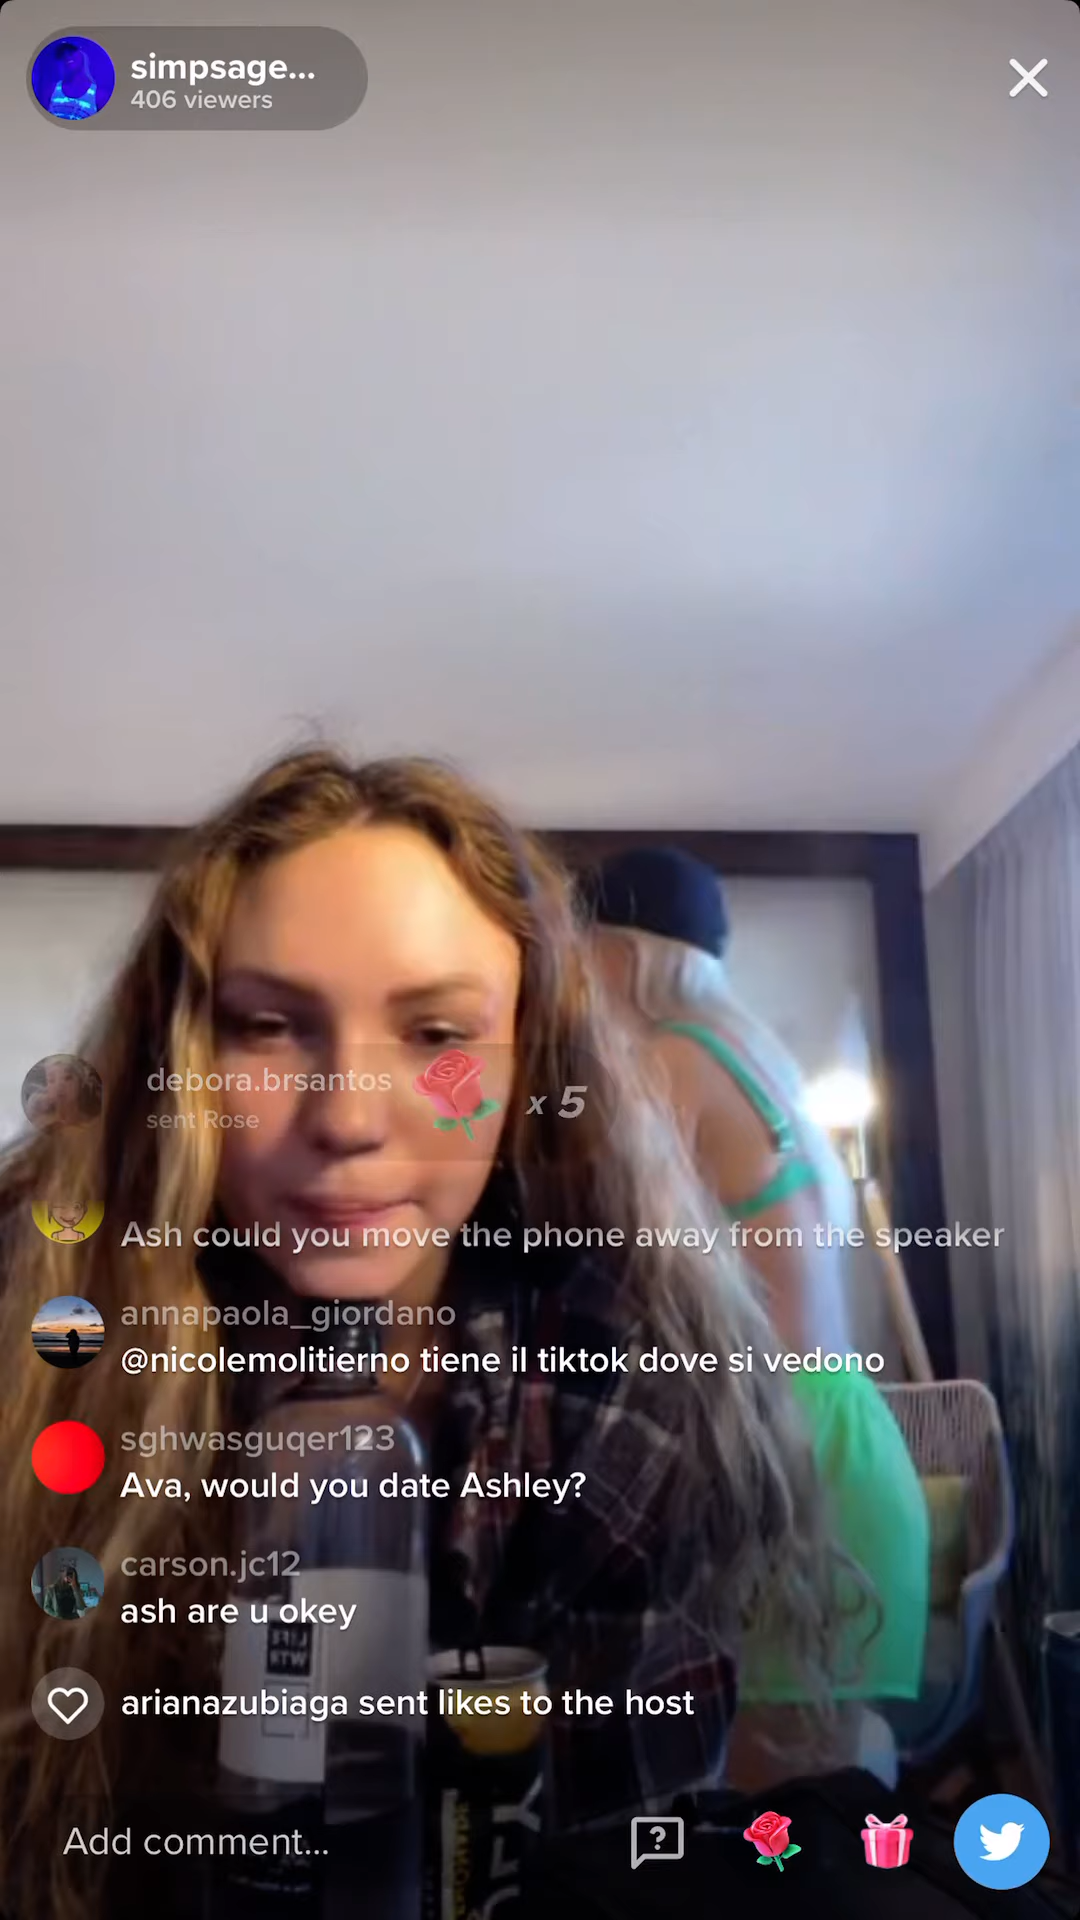 simpsage...
406 viewers
debora.brsantos
sent Rose
x 5
Ash could you move the phone away from the speaker
annapaola_giordano
@nicolemolitierno tiene il tiktok dove si vedono
sghwasguqer123
Ava, would you date Ashley?
carson.jc12
ash are u okey
LIFE
WTR
arianazubiaga sent likes to the host
Add comment...